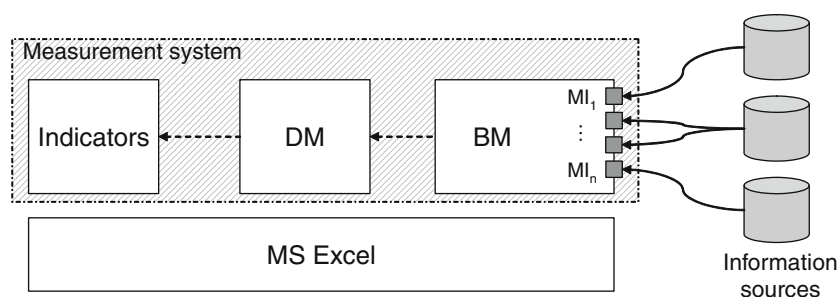 Measurement system
Indicators
DM
BM
MI1
⋮
MIn
MS Excel
Information
sources